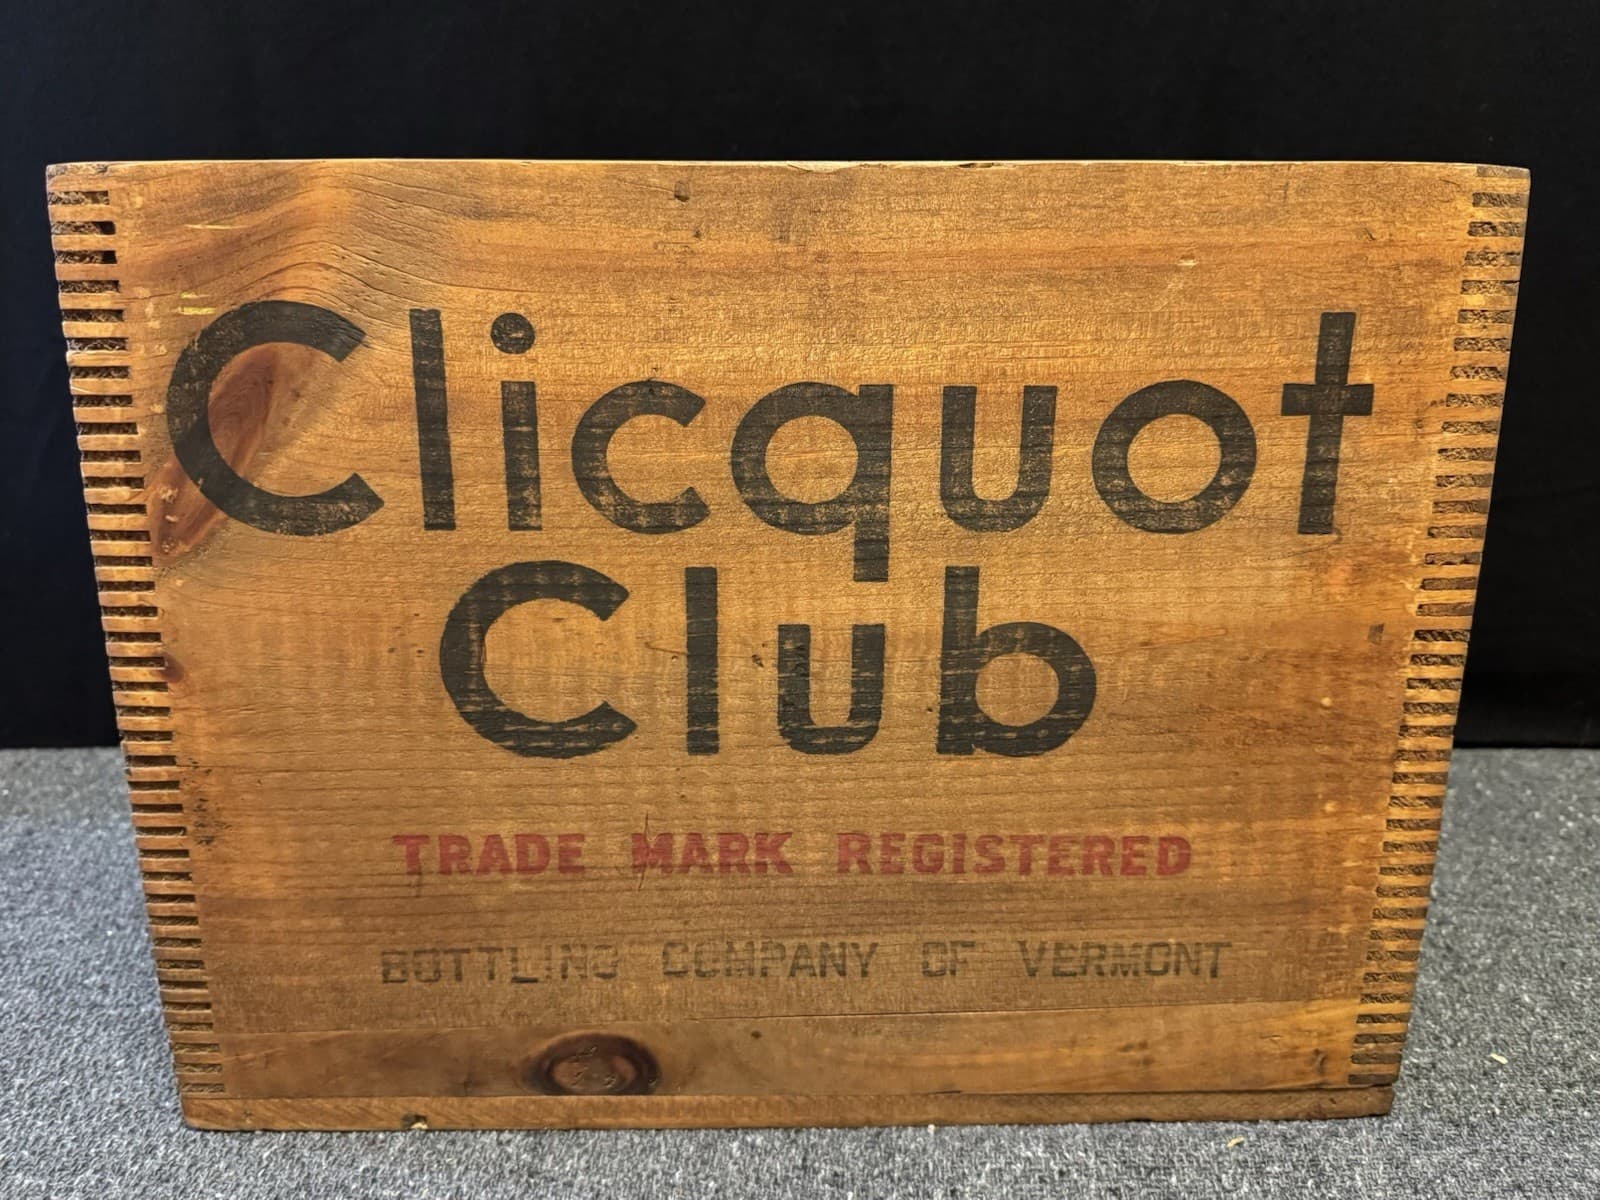 Clicquot
Club
TRADE MARK REGISTERED
BOTTLING COMPANY OF VERMONT